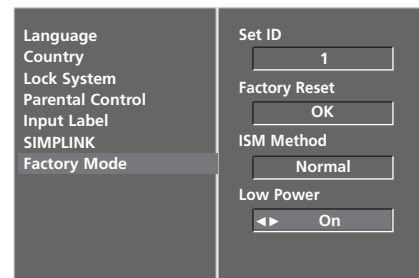 Language
Country
Lock System
Parental Control
Input Label
SIMPLINK
Factory Mode
Set ID
1
Factory Reset
OK
ISM Method
Normal
Low Power
◄► On